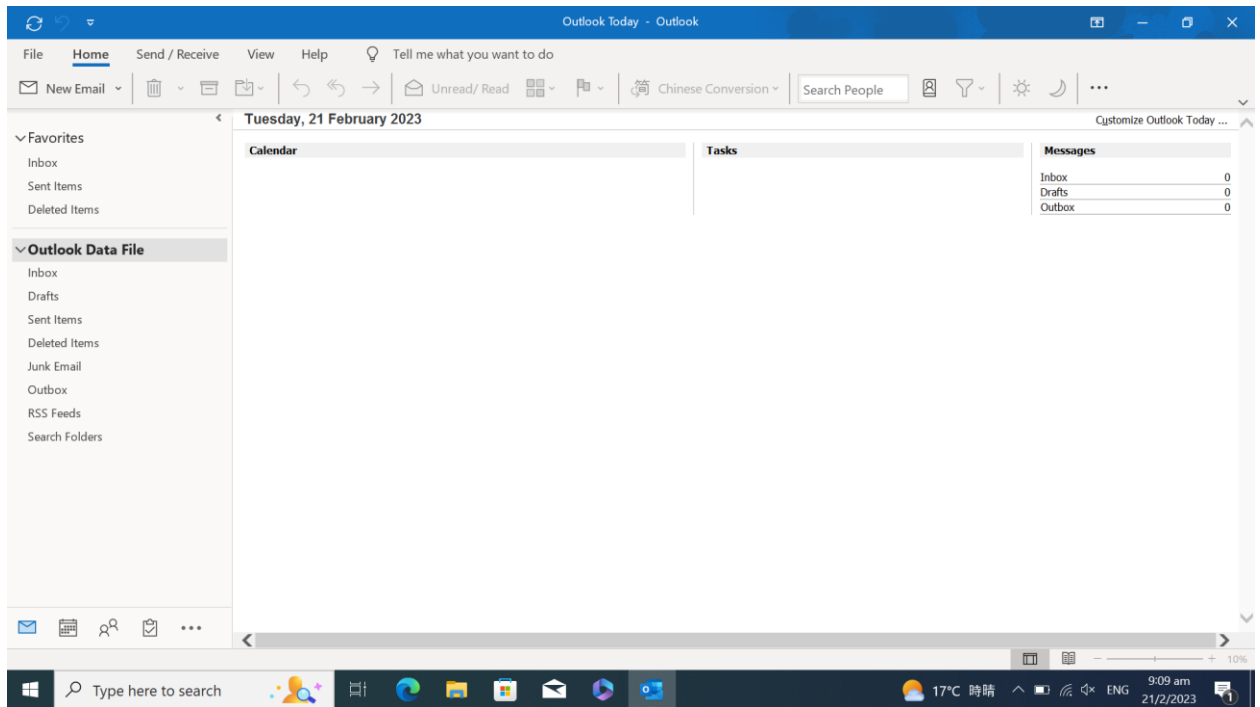 Outlook Today - Outlook
File Home Send / Receive View Help Tell me what you want to do
New Email Unread/ Read 簡 Chinese Conversion Search People ...
Tuesday, 21 February 2023 Customize Outlook Today ...
Favorites
Inbox
Sent Items
Deleted Items
Outlook Data File
Inbox
Drafts
Sent Items
Deleted Items
Junk Email
Outbox
RSS Feeds
Search Folders
Calendar
Tasks
Messages
Inbox 0
Drafts 0
Outbox 0
10%
Type here to search 17°C 時晴 ENG 9:09 am
21/2/2023
1